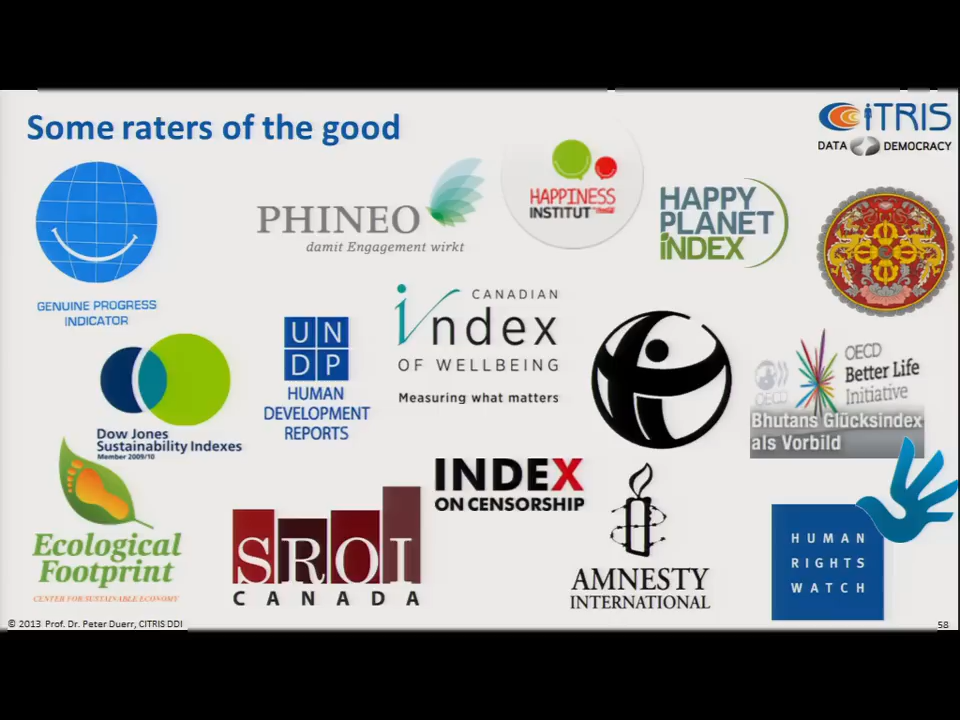 Some raters of the good
CiTRIS
DATA DEMOCRACY
GENUINE PROGRESS
INDICATOR
PHINEO
damit Engagement wirkt
HAPPINESS
INSTITUT
HAPPY
PLANET
INDEX
Dow Jones
Sustainability Indexes
Member 2009/10
UN
DP
HUMAN
DEVELOPMENT
REPORTS
CANADIAN
index
OF WELLBEING
Measuring what matters
OECD
OECD
Better Life
Initiative
Bhutans Glücksindex
als Vorbild
Ecological
Footprint
CENTER FOR SUSTAINABLE ECONOMY
SROI
CANADA
INDEX
ON CENSORSHIP
AMNESTY
INTERNATIONAL
HUMAN
RIGHTS
WATCH
© 2013 Prof. Dr. Peter Duerr, CITRIS DDI
58